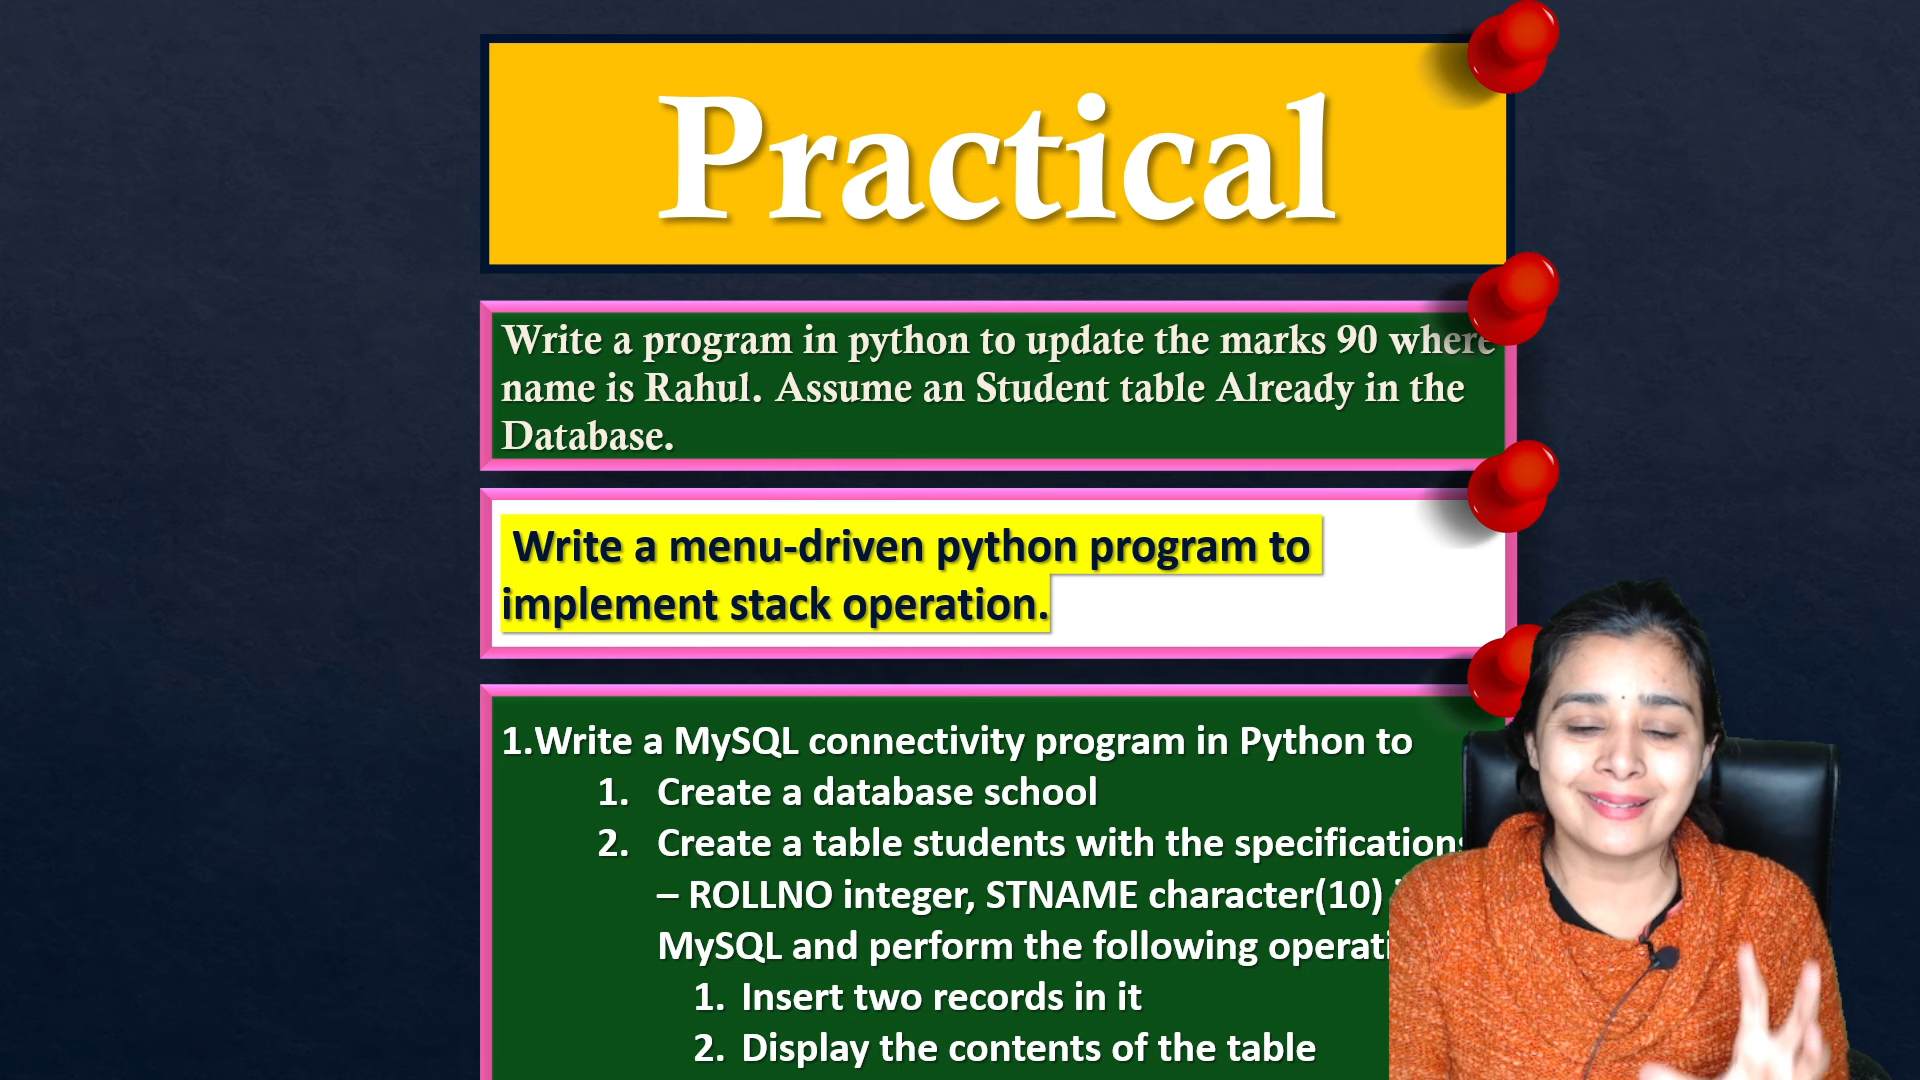 Practical
Write a program in python to update the marks 90 where
name is Rahul. Assume an Student table Already in the
Database.
Write a menu-driven python program to
implement stack operation.
1.Write a MySQL connectivity program in Python to
1. Create a database school
2. Create a table students with the specifications
– ROLLNO integer, STNAME character(10)
MySQL and perform the following
1. Insert two records in it
2. Display the contents of the table